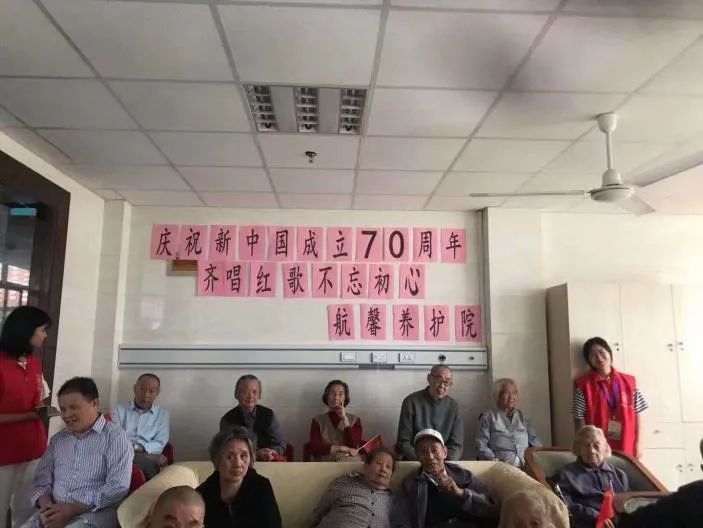 庆祝新中国成立70周年
齐唱红歌不忘初心
航馨养护院